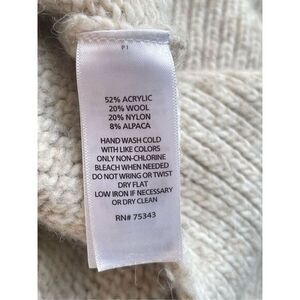 P1
52% ACRYLIC
20% WOOL
20% NYLON
8% ALPACA
HAND WASH COLD
WITH LIKE COLORS
ONLY NON-CHLORINE
BLEACH WHEN NEEDED
DO NOT WRING OR TWIST
DRY FLAT
LOW IRON IF NECESSARY
OR DRY CLEAN
RN# 75343